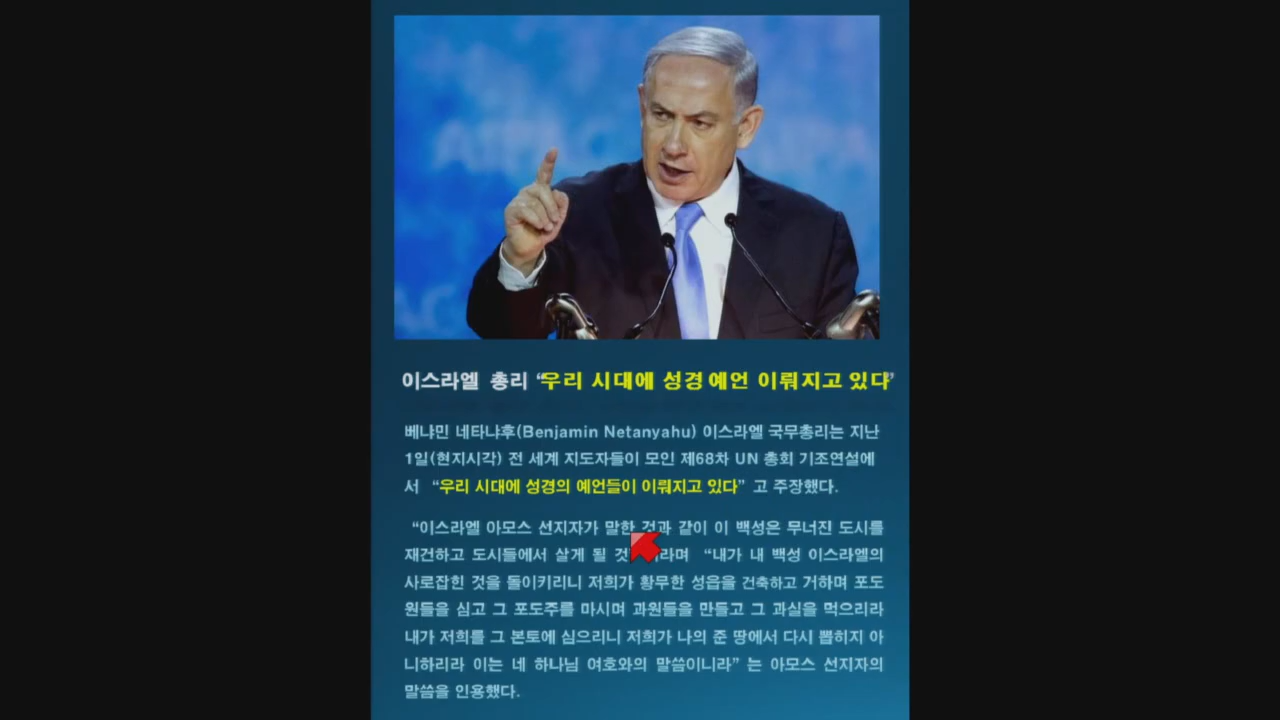 AIPAC
이스라엘 총리 “우리 시대에 성경 예언 이뤄지고 있다”
베냐민 네타냐후(Benjamin Netanyahu) 이스라엘 국무총리는 지난
1일(현지시각) 전 세계 지도자들이 모인 제68차 UN 총회 기조연설에
서 “우리 시대에 성경의 예언들이 이뤄지고 있다” 고 주장했다.
“이스라엘 아모스 선지자가 말한 것과 같이 이 백성은 무너진 도시를
재건하고 도시들에서 살게 될 라며 “내가 내 백성 이스라엘의
사로잡힌 것을 돌이키리니 저희가 황무한 성읍을 건축하고 거하며 포도
원들을 심고 그 포도주를 마시며 과원들을 만들고 그 과실을 먹으리라
내가 저희를 그 본토에 심으리니 저희가 나의 준 땅에서 다시 뽑히지 아
니하리라 이는 네 하나님 여호와의 말씀이니라” 는 아모스 선지자의
말씀을 인용했다.